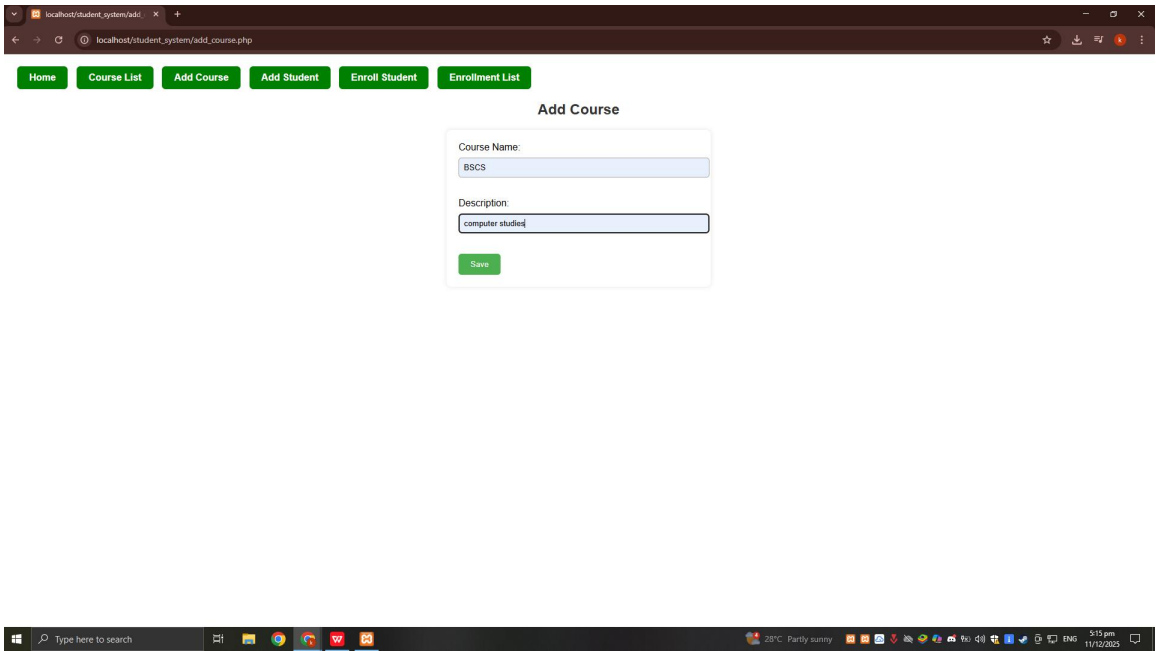 localhost/student_system/add_
localhost/student_system/add_course.php
Home Course List Add Course Add Student Enroll Student Enrollment List
Add Course
Course Name:
BSCS
Description:
computer studies
Save
Type here to search
28°C Partly sunny
ENG
5:15 pm
11/12/2025